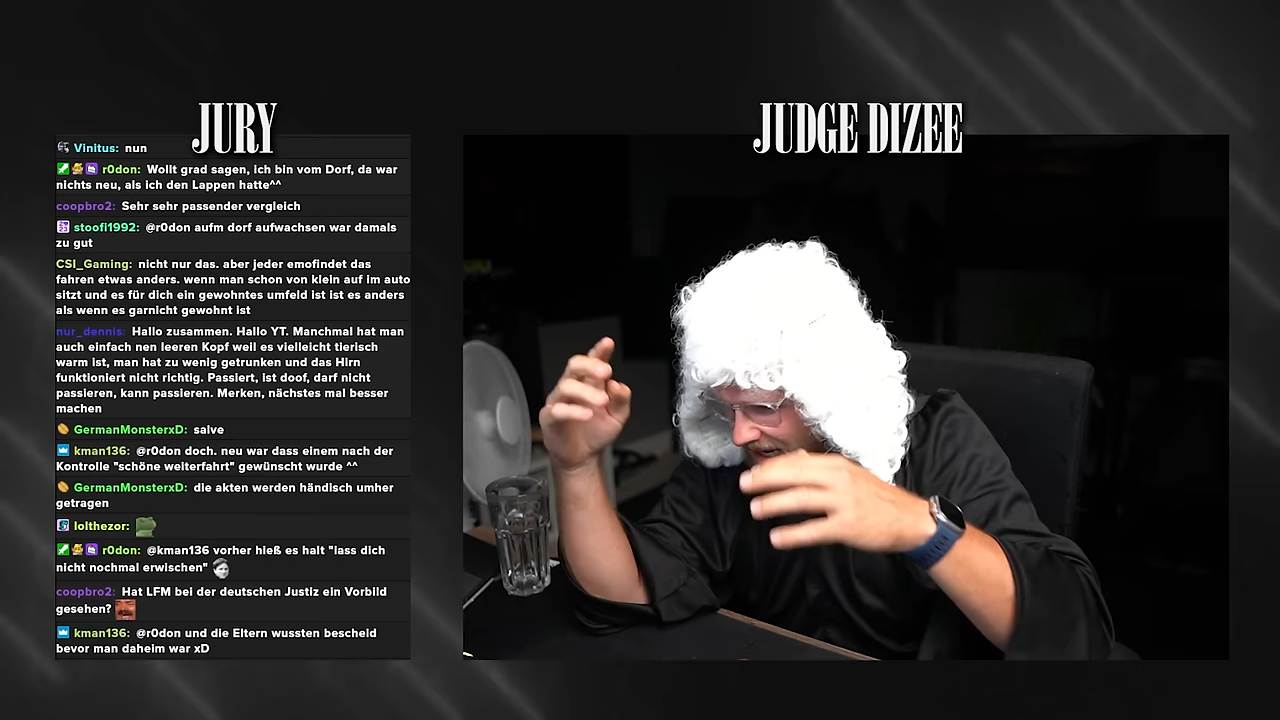 JURY
JUDGE DIZEE
Vinitus: nun
r0don: Wollt grad sagen, ich bin vom Dorf, da war
nichts neu, als ich den Lappen hatte^^
coopbro2: Sehr sehr passender vergleich
stoofi1992: @r0don aufm dorf aufwachsen war damals
zu gut
CSI_Gaming: nicht nur das. aber jeder emofindet das
fahren etwas anders. wenn man schon von klein auf im auto
sitzt und es für dich ein gewohntes umfeld ist ist es anders
als wenn es garnicht gewohnt ist
nur_dennis: Hallo zusammen. Hallo YT. Manchmal hat man
auch einfach nen leeren Kopf weil es vielleicht tierisch
warm ist, man hat zu wenig getrunken und das Hirn
funktioniert nicht richtig. Passiert, ist doof, darf nicht
passieren, kann passieren. Merken, nächstes mal besser
machen
GermanMonsterxD: salve
kman136: @r0don doch. neu war dass einem nach der
Kontrolle "schöne weiterfahrt" gewünscht wurde ^^
GermanMonsterxD: die akten werden händisch umher
getragen
lolthezor:
r0don: @kman136 vorher hieß es halt "lass dich
nicht nochmal erwischen"
coopbro2: Hat LFM bei der deutschen Justiz ein Vorbild
gesehen?
kman136: @r0don und die Eltern wussten bescheid
bevor man daheim war xD